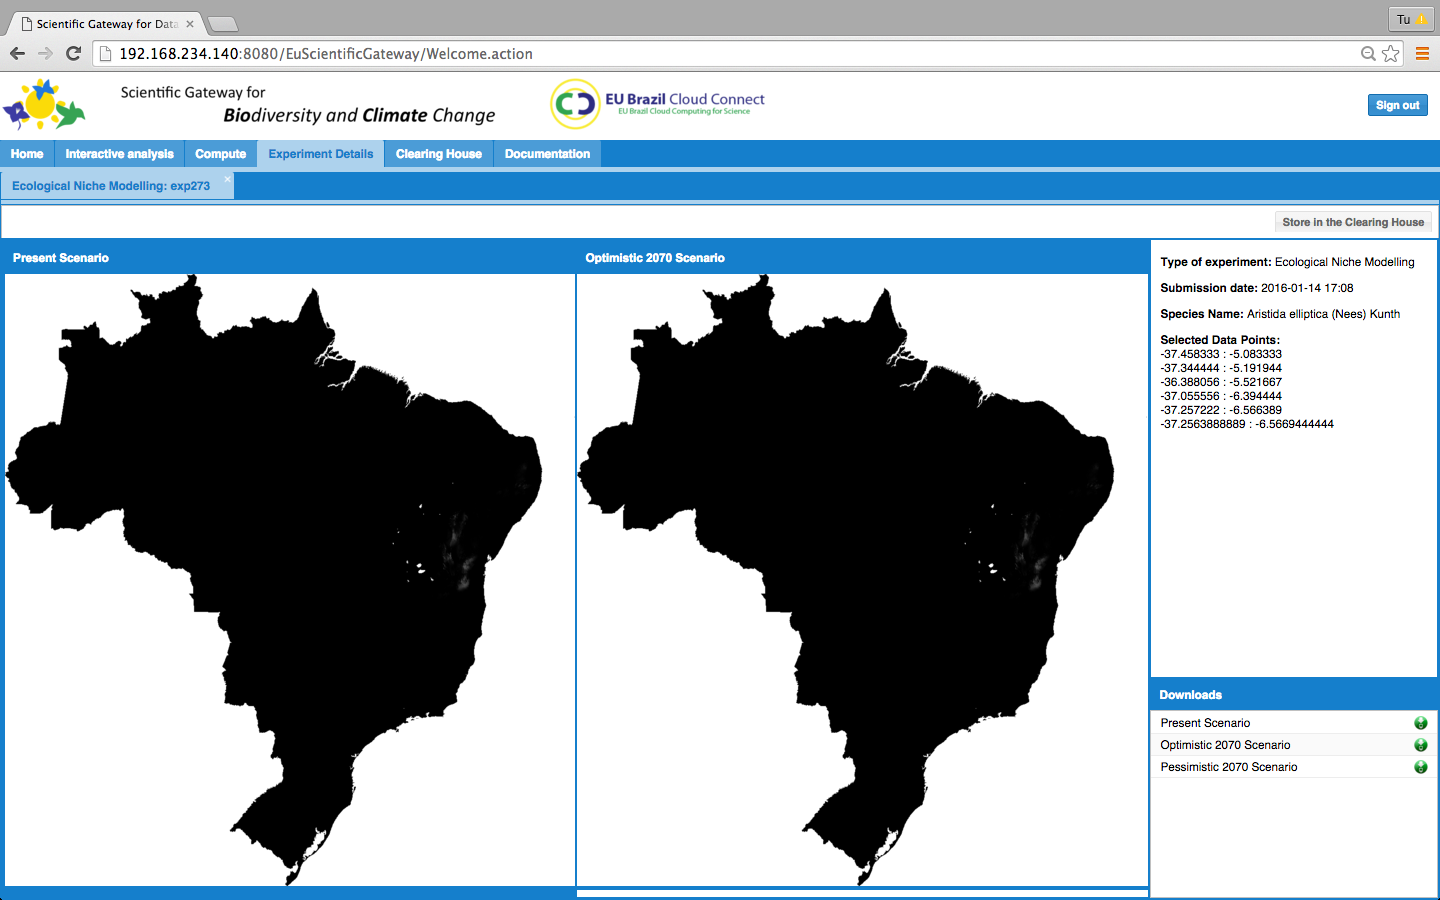 Scientific Gateway for Data
Tu
192.168.234.140:8080/EuScientificGateway/Welcome.action
Scientific Gateway for
Biodiversity and Climate Change
EU Brazil Cloud Connect
EU Brazil Cloud Computing for Science
Sign out
Home
Interactive analysis
Compute
Experiment Details
Clearing House
Documentation
Ecological Niche Modelling: exp273
Store in the Clearing House
Present Scenario
Optimistic 2070 Scenario
Type of experiment: Ecological Niche Modelling
Submission date: 2016-01-14 17:08
Species Name: Aristida elliptica (Nees) Kunth
Selected Data Points:
-37.458333 : -5.083333
-37.344444 : -5.191944
-36.388056 : -5.521667
-37.055556 : -6.394444
-37.257222 : -6.566389
-37.2563888889 : -6.5669444444
Downloads
Present Scenario
Optimistic 2070 Scenario
Pessimistic 2070 Scenario